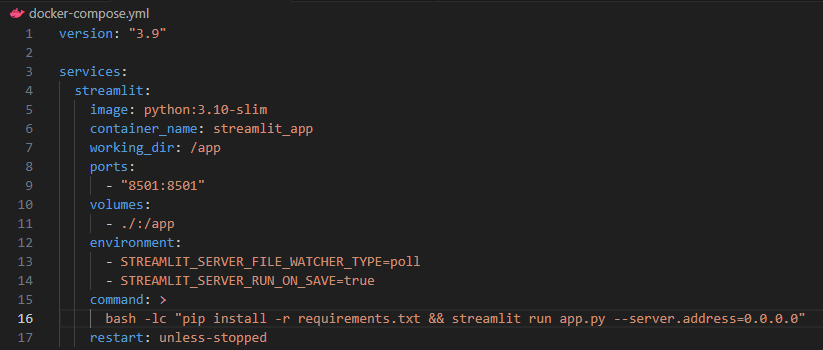 docker-compose.yml
1 version: "3.9"
2
3 services:
4 streamlit:
5 image: python:3.10-slim
6 container_name: streamlit_app
7 working_dir: /app
8 ports:
9 - "8501:8501"
10 volumes:
11 - ./:/app
12 environment:
13 - STREAMLIT_SERVER_FILE_WATCHER_TYPE=poll
14 - STREAMLIT_SERVER_RUN_ON_SAVE=true
15 command: >
16 bash -lc "pip install -r requirements.txt && streamlit run app.py --server.address=0.0.0.0"
17 restart: unless-stopped